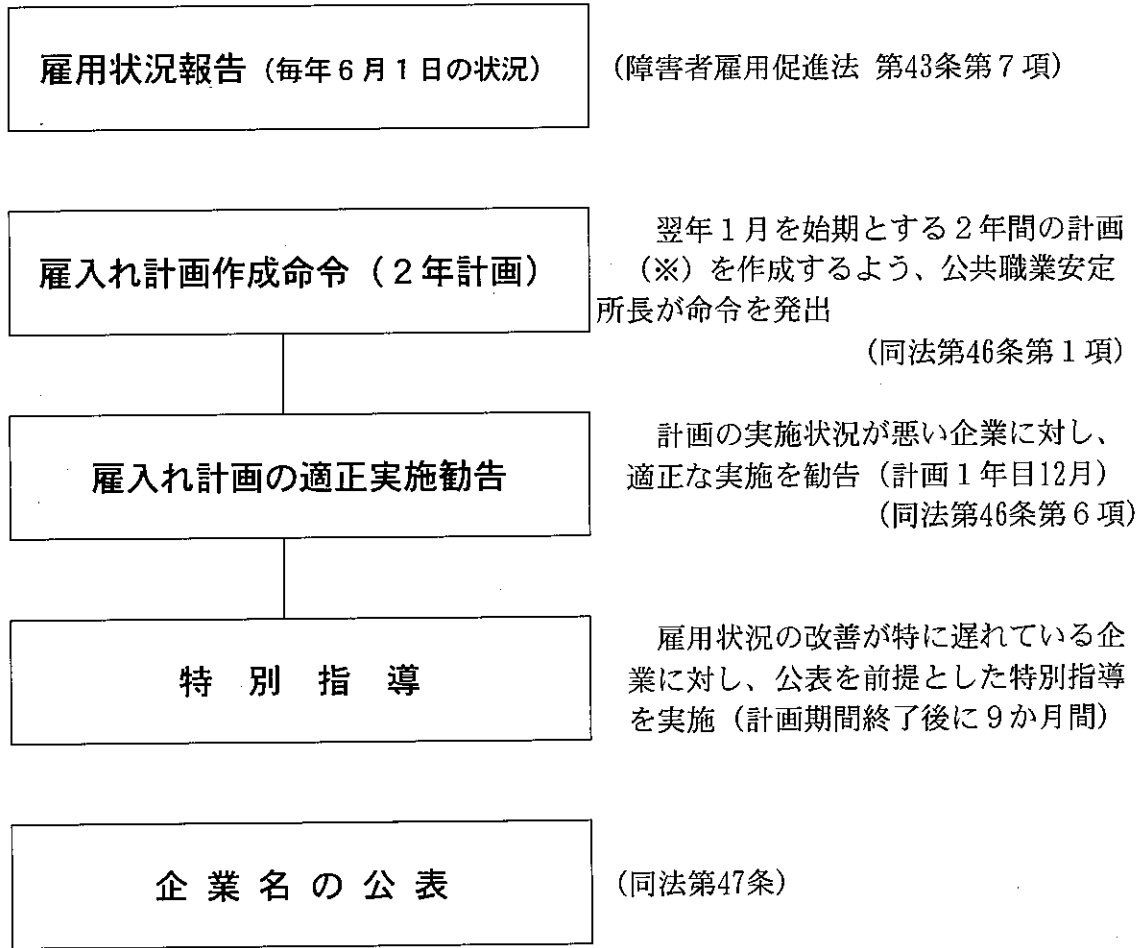 雇用状況報告（毎年６月１日の状況）
（障害者雇用促進法 第43条第７項）
雇入れ計画作成命令（２年計画）
翌年１月を始期とする２年間の計画
（※）を作成するよう、公共職業安定
所長が命令を発出
（同法第46条第１項）
雇入れ計画の適正実施勧告
計画の実施状況が悪い企業に対し、
適正な実施を勧告（計画１年目12月）
（同法第46条第６項）
特 別 指 導
雇用状況の改善が特に遅れている企
業に対し、公表を前提とした特別指導
を実施（計画期間終了後に９か月間）
企 業 名 の 公 表
（同法第47条）